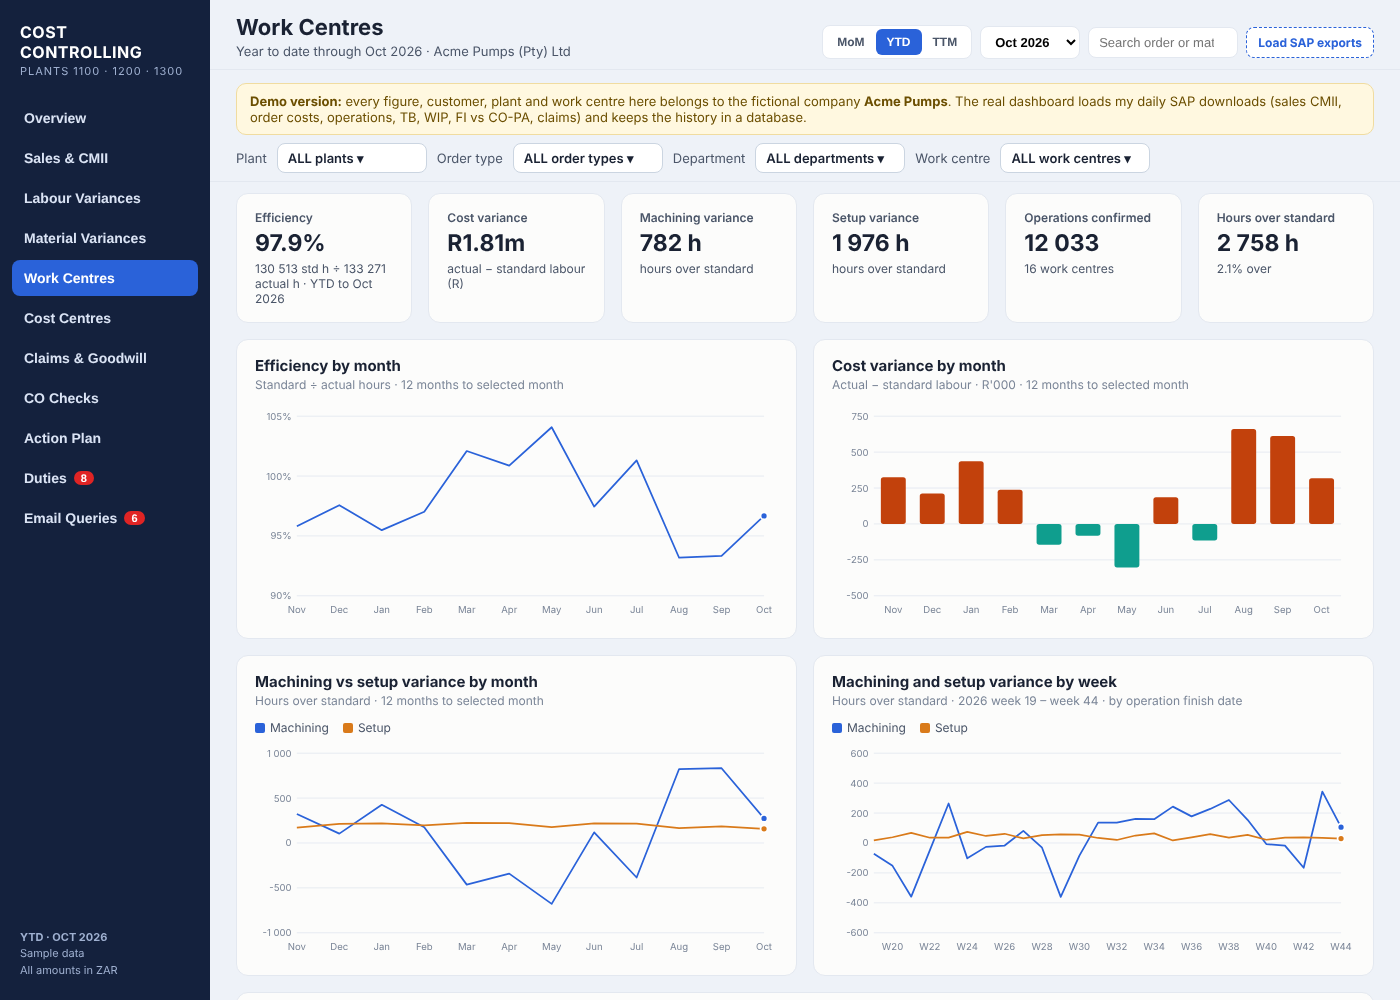 COST
CONTROLLING
PLANTS 1100 · 1200 · 1300
Overview
Sales & CMII
Labour Variances
Material Variances
Work Centres
Cost Centres
Claims & Goodwill
CO Checks
Action Plan
Duties 8
Email Queries 6
YTD · OCT 2026
Sample data
All amounts in ZAR
Work Centres
Year to date through Oct 2026 · Acme Pumps (Pty) Ltd
MoM YTD TTM
Oct 2026
Search order or mat
Load SAP exports
Demo version: every figure, customer, plant and work centre here belongs to the fictional company Acme Pumps. The real dashboard loads my daily SAP downloads (sales CMII,
order costs, operations, TB, WIP, FI vs CO-PA, claims) and keeps the history in a database.
Plant ALL plants ▾ Order type ALL order types ▾ Department ALL departments ▾ Work centre ALL work centres ▾
Efficiency
97.9%
130 513 std h ÷ 133 271
actual h · YTD to Oct
2026
Cost variance
R1.81m
actual − standard labour
(R)
Machining variance
782 h
hours over standard
Setup variance
1 976 h
hours over standard
Operations confirmed
12 033
16 work centres
Hours over standard
2 758 h
2.1% over
Efficiency by month
Standard ÷ actual hours · 12 months to selected month
105%
100%
95%
90%
Nov Dec Jan Feb Mar Apr May Jun Jul Aug Sep Oct
Cost variance by month
Actual − standard labour · R'000 · 12 months to selected month
750
500
250
0
-250
-500
Nov Dec Jan Feb Mar Apr May Jun Jul Aug Sep Oct
Machining vs setup variance by month
Hours over standard · 12 months to selected month
Machining Setup
1 000
500
0
-500
-1 000
Nov Dec Jan Feb Mar Apr May Jun Jul Aug Sep Oct
Machining and setup variance by week
Hours over standard · 2026 week 19 – week 44 · by operation finish date
Machining Setup
600
400
200
0
-200
-400
-600
W20 W22 W24 W26 W28 W30 W32 W34 W36 W38 W40 W42 W44